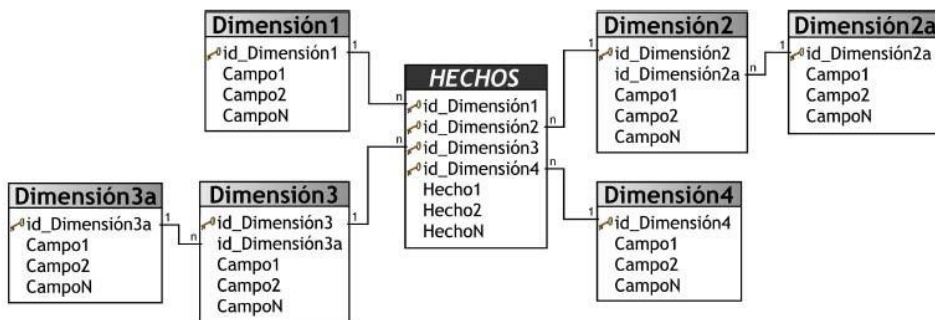 Dimensión1
id_Dimensión1
Campo1
Campo2
CampoN
1
n
HECHOS
id_Dimensión1
id_Dimensión2
id_Dimensión3
id_Dimensión4
Hecho1
Hecho2
HechoN
n
n
n
Dimensión2
id_Dimensión2
id_Dimensión2a
Campo1
Campo2
CampoN
1
n
Dimensión2a
id_Dimensión2a
Campo1
Campo2
CampoN
1
Dimensión3a
id_Dimensión3a
Campo1
Campo2
CampoN
1
n
Dimensión3
id_Dimensión3
id_Dimensión3a
Campo1
Campo2
CampoN
1
Dimensión4
id_Dimensión4
Campo1
Campo2
CampoN
1